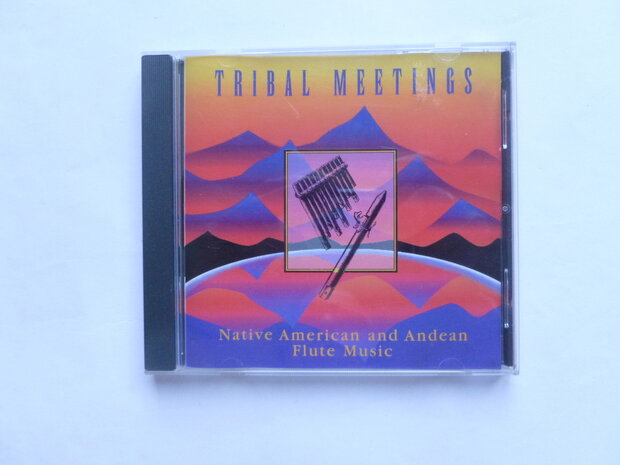 TRIBAL MEETINGS
Native American and Andean
Flute Music